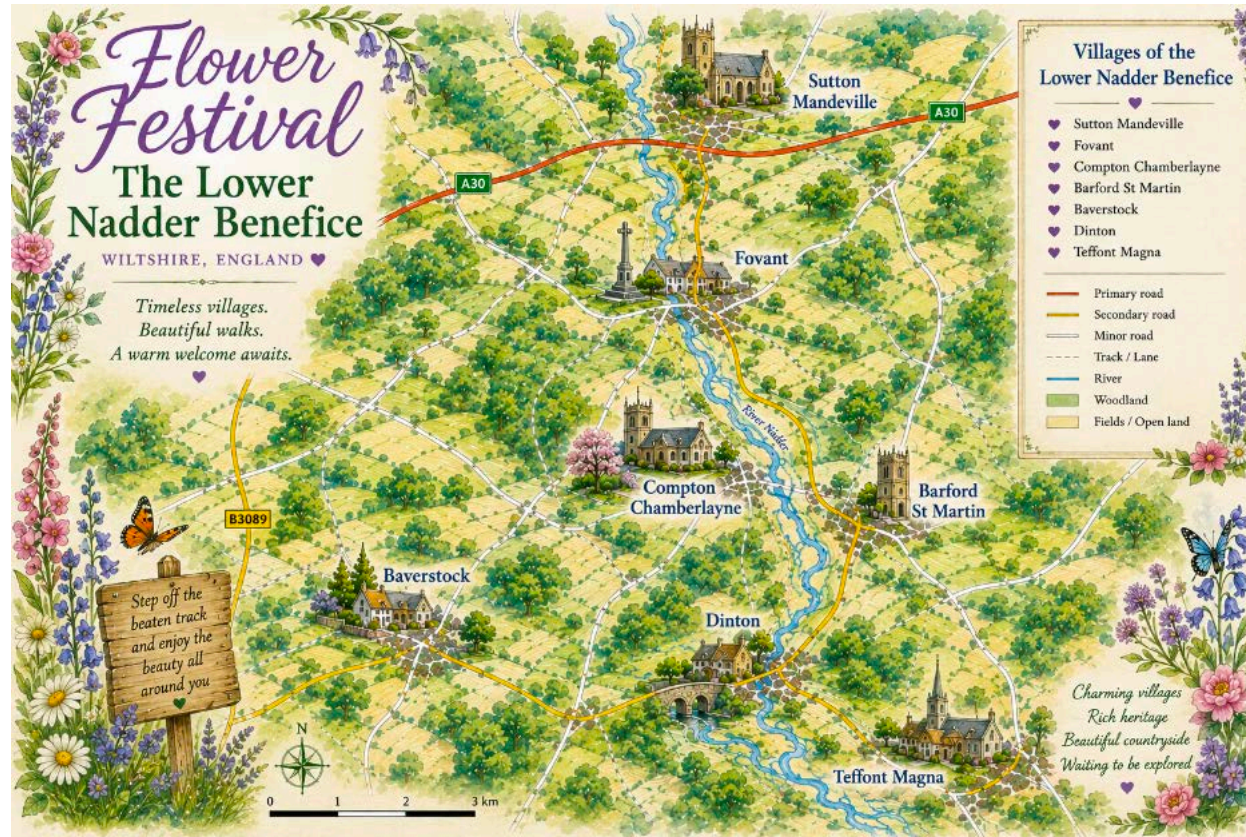 Flower
Festival
The Lower
Nadder Benefice
WILTSHIRE, ENGLAND
Timeless villages.
Beautiful walks.
A warm welcome awaits.
Sutton
Mandeville
A30
A30
Fovant
River Nadder
Compton
Chamberlayne
Barford
St Martin
B3089
Baverstock
Dinton
Teffont Magna
Villages of the
Lower Nadder Benefice
Sutton Mandeville
Fovant
Compton Chamberlayne
Barford St Martin
Baverstock
Dinton
Teffont Magna
Primary road
Secondary road
Minor road
Track / Lane
River
Woodland
Fields / Open land
Step off the
beaten track
and enjoy the
beauty all
around you
N
0 1 2 3 km
Charming villages
Rich heritage
Beautiful countryside
Waiting to be explored